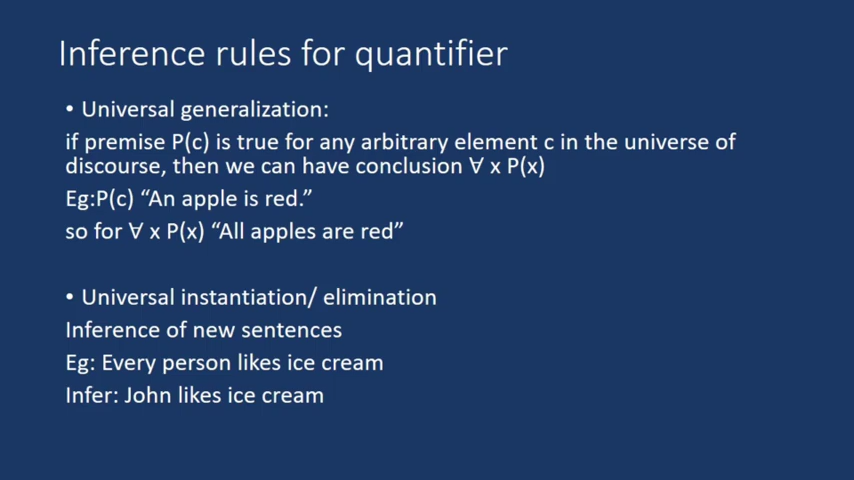 Inference rules for quantifier
• Universal generalization:
if premise P(c) is true for any arbitrary element c in the universe of
discourse, then we can have conclusion ∀ x P(x)
Eg:P(c) “An apple is red.”
so for ∀ x P(x) “All apples are red”
• Universal instantiation/ elimination
Inference of new sentences
Eg: Every person likes ice cream
Infer: John likes ice cream